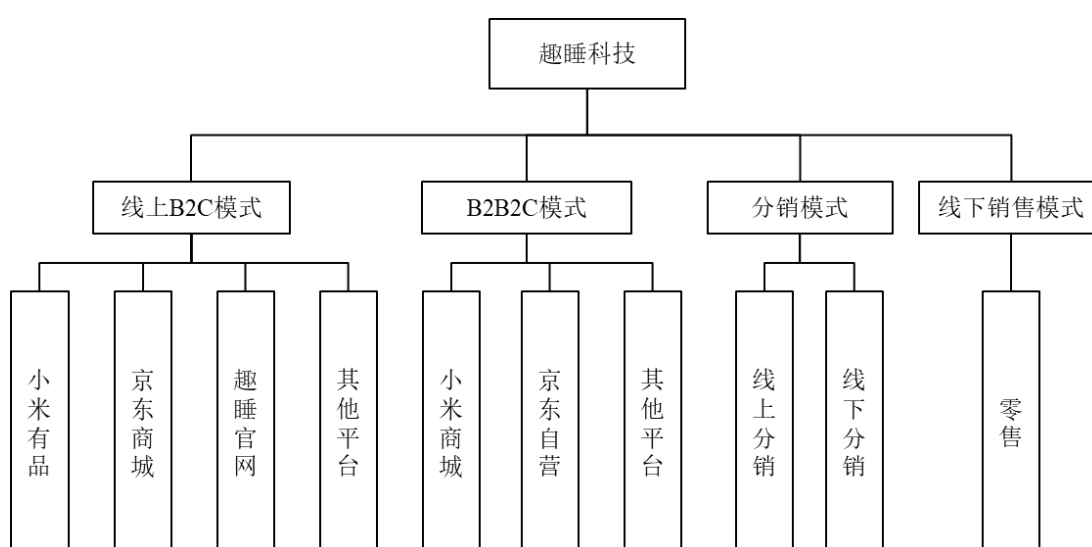 趣睡科技
线上B2C模式
B2B2C模式
分销模式
线下销售模式
小米有品
京东商城
趣睡官网
其他平台
小米商城
京东自营
其他平台
线上分销
线下分销
零售